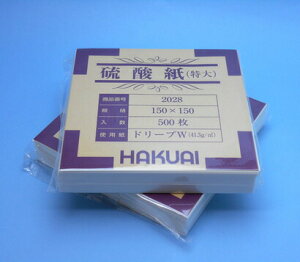 硫酸紙(特大)
商品番号 2028
規格 150×150
入数 500枚
使用紙 ドリープW(41.5g/㎡)
HAKUAI